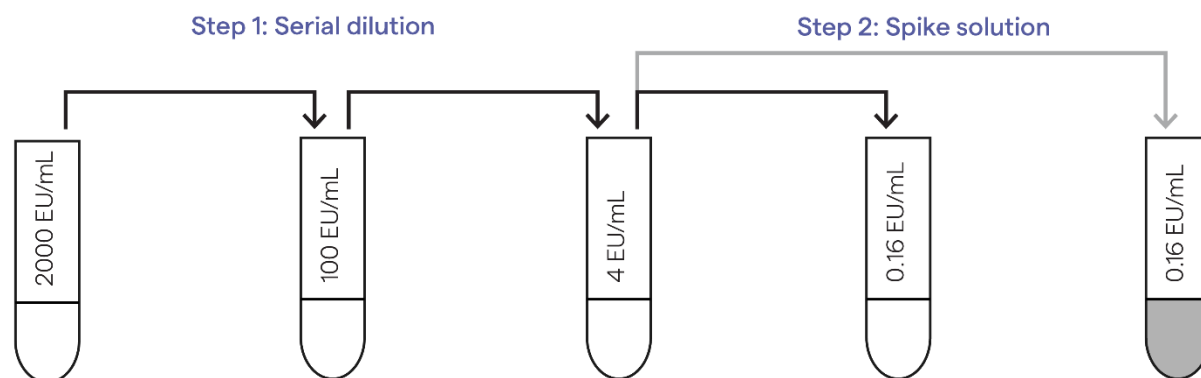 Step 1: Serial dilution
Step 2: Spike solution
2000 EU/mL
100 EU/mL
4 EU/mL
0.16 EU/mL
0.16 EU/mL